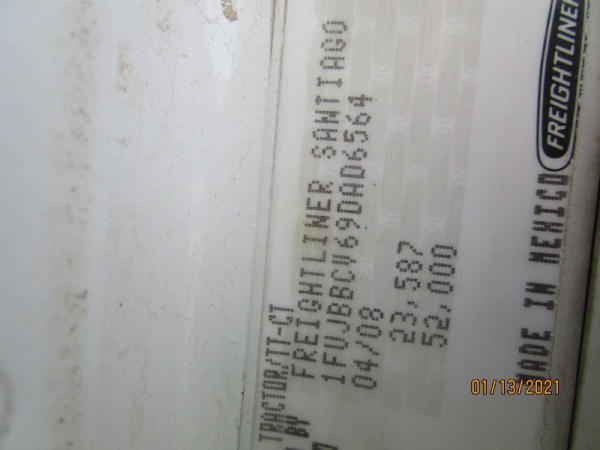 TRACTOR/TT-CT
BY FREIGHTLINER SANTIAGO
1FUJBBCV69DAD6564
04/08
23,587
52,000
MADE IN MEXICO
FREIGHTLINER
01/13/2021